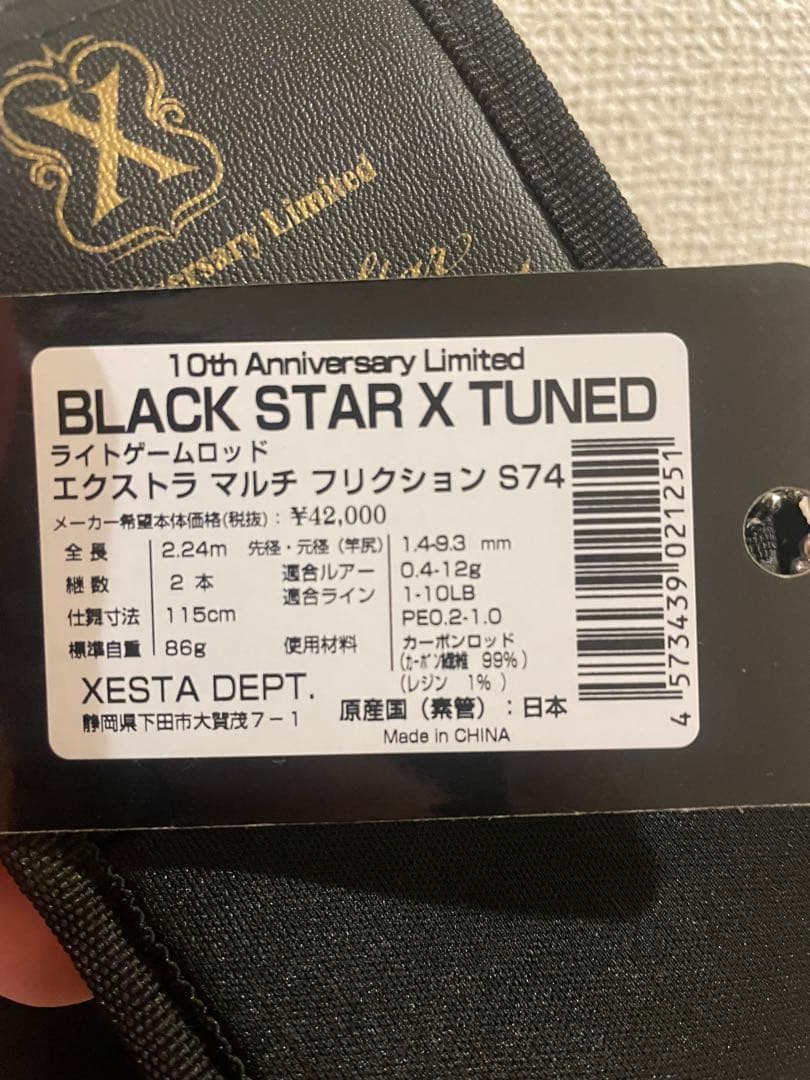 X
Anniversary Limited
Star
10th Anniversary Limited
BLACK STAR X TUNED
ライトゲームロッド
エクストラ マルチ フリクション S74
メーカー希望本体価格(税抜):¥42,000
全長 2.24m 先径・元径(竿尻) 1.4-9.3 mm
継数 2 本 適合ルアー 0.4-12g
適合ライン 1-10LB
PE0.2-1.0
仕舞寸法 115cm
標準自重 86g 使用材料 カーボンロッド
(カーボン繊維 99%)
(レジン 1% )
XESTA DEPT.
静岡県下田市大賀茂7-1
原産国(素管):日本
Made in CHINA
4 573439 021251